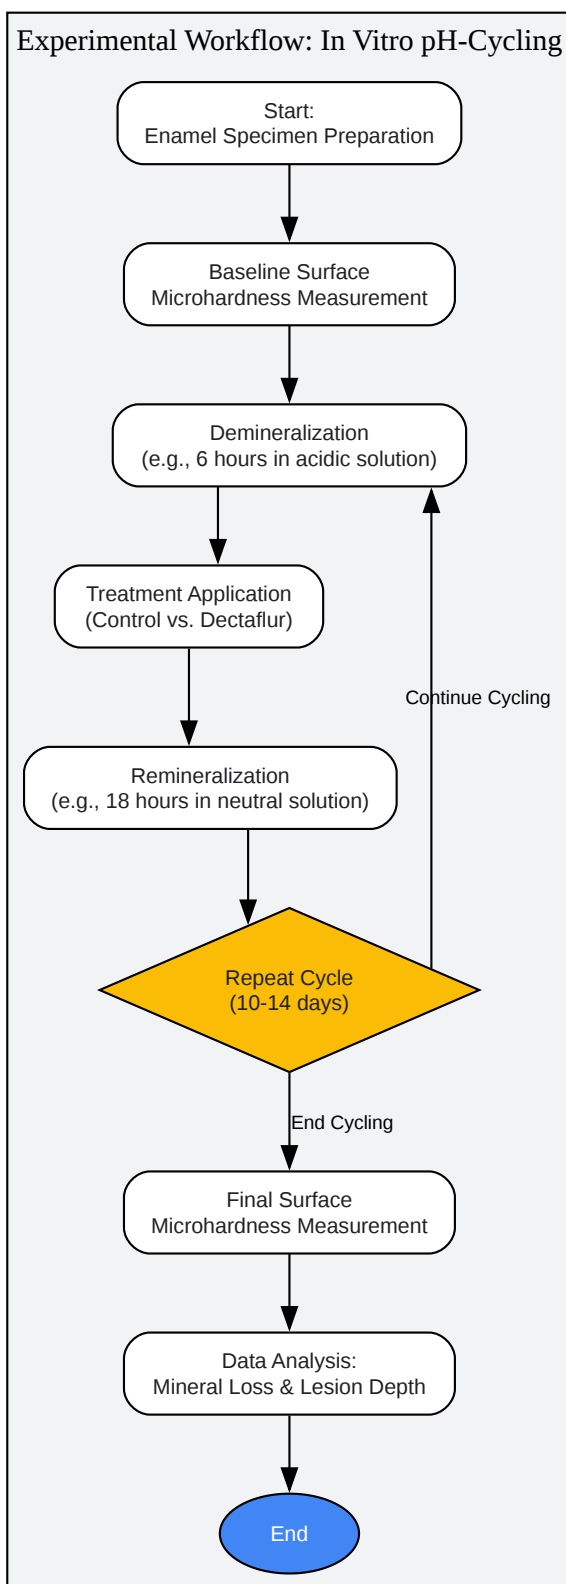 Experimental Workflow: In Vitro pH-Cycling
Start:
Enamel Specimen Preparation
Baseline Surface
Microhardness Measurement
Demineralization
(e.g., 6 hours in acidic solution)
Treatment Application
(Control vs. Dectaflur)
Continue Cycling
Remineralization
(e.g., 18 hours in neutral solution)
Repeat Cycle
(10-14 days)
End Cycling
Final Surface
Microhardness Measurement
Data Analysis:
Mineral Loss & Lesion Depth
End